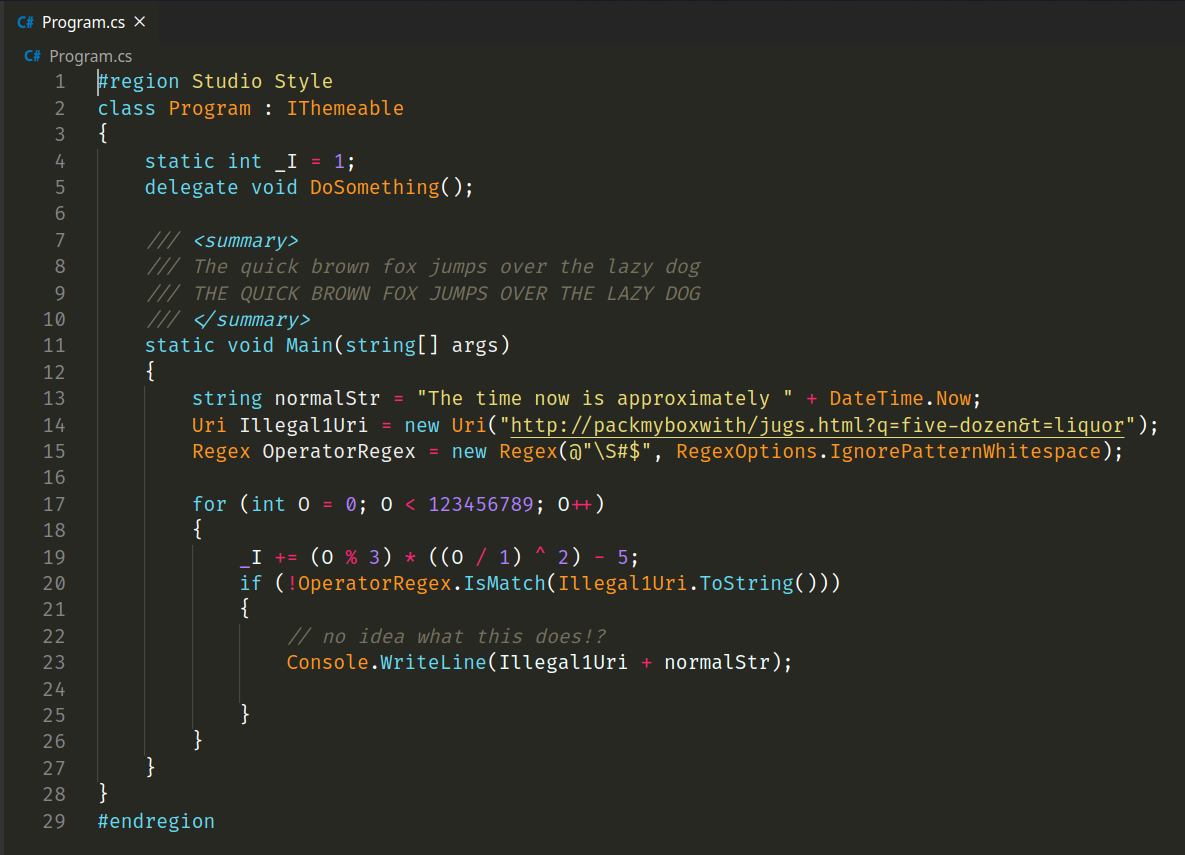 C# Program.cs ×
C# Program.cs
1 #region Studio Style
2 class Program : IThemeable
3 {
4     static int _I = 1;
5     delegate void DoSomething();
6
7     /// <summary>
8     /// The quick brown fox jumps over the lazy dog
9     /// THE QUICK BROWN FOX JUMPS OVER THE LAZY DOG
10     /// </summary>
11     static void Main(string[] args)
12     {
13         string normalStr = "The time now is approximately " + DateTime.Now;
14         Uri Illegal1Uri = new Uri("http://packmyboxwith/jugs.html?q=five-dozen&t=liquor");
15         Regex OperatorRegex = new Regex(@"\S#$", RegexOptions.IgnorePatternWhitespace);
16
17         for (int O = 0; O < 123456789; O++)
18         {
19             _I += (O % 3) * ((O / 1) ^ 2) - 5;
20             if (!OperatorRegex.IsMatch(Illegal1Uri.ToString()))
21             {
22                 // no idea what this does!?
23                 Console.WriteLine(Illegal1Uri + normalStr);
24
25             }
26         }
27     }
28 }
29 #endregion